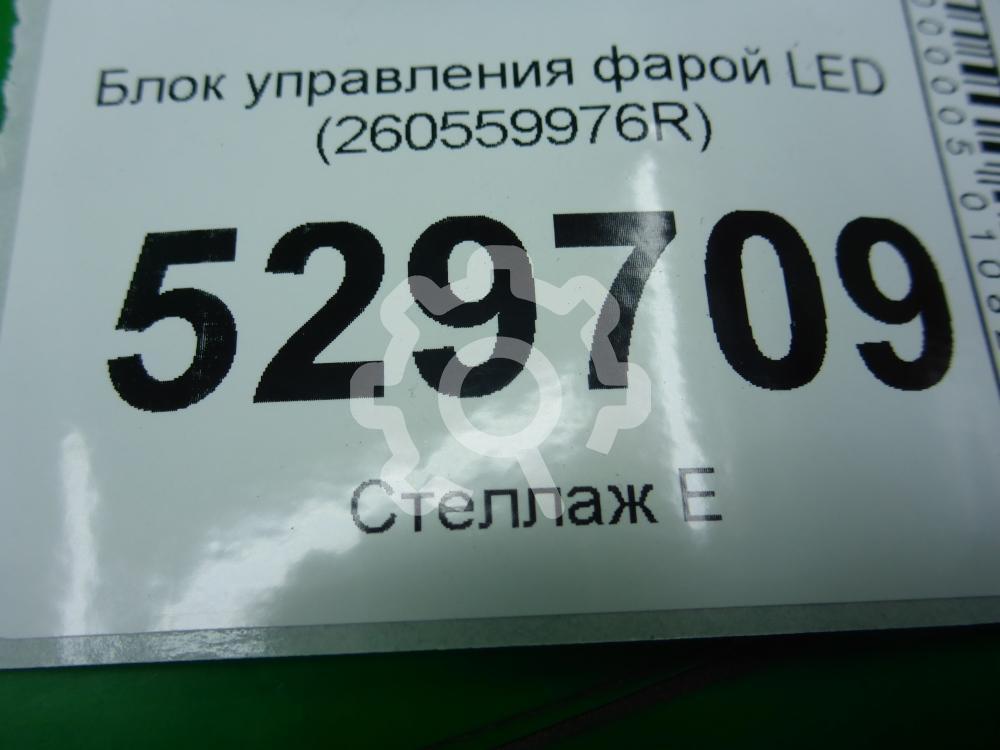 Блок управления фарой LED
(260559976R)
529709
Стеллаж E